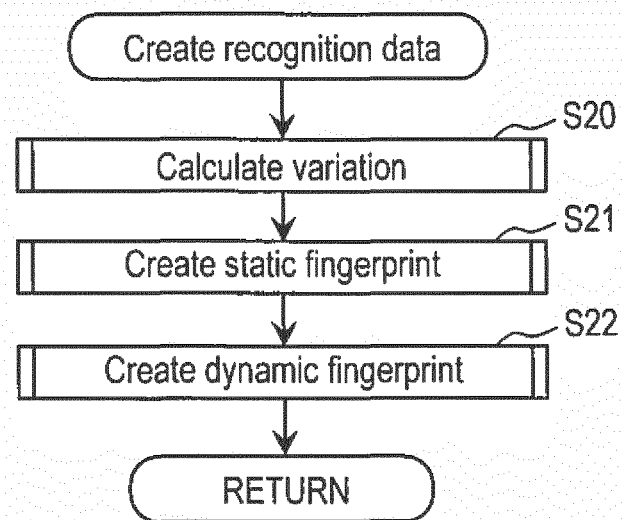 Create recognition data
S20
Calculate variation
S21
Create static fingerprint
S22
Create dynamic fingerprint
RETURN